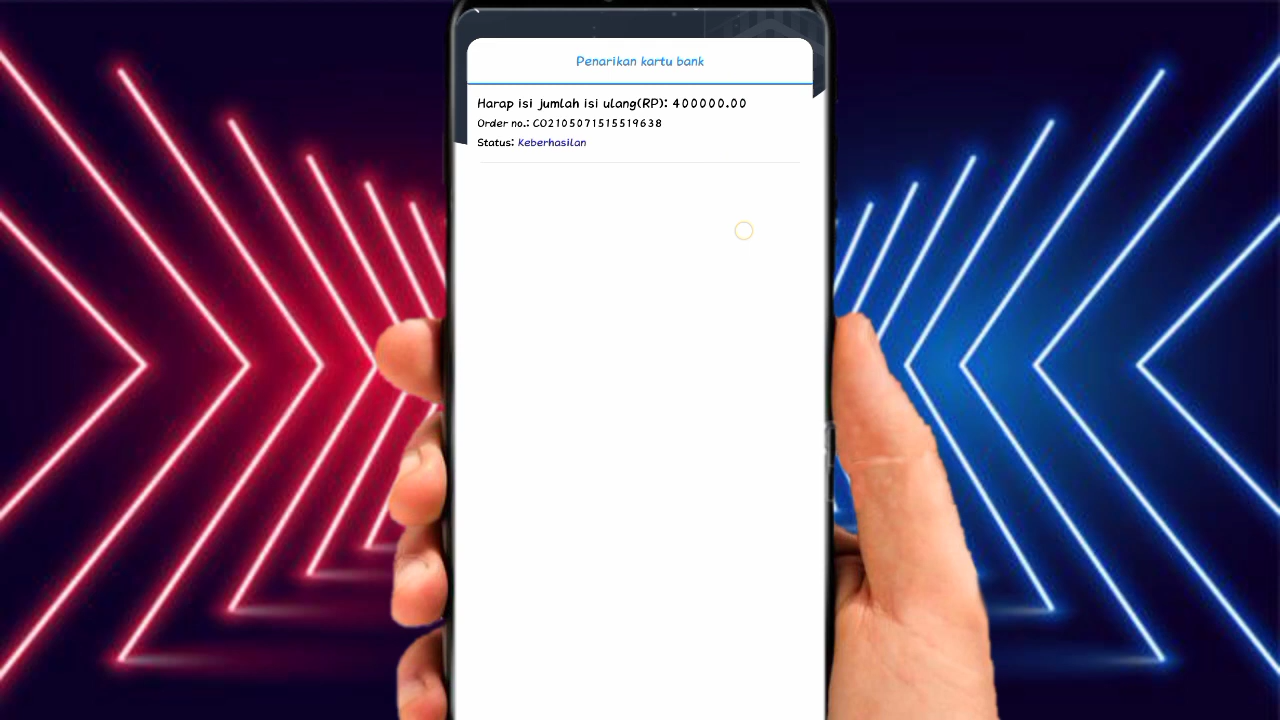 Penarikan kartu bank
Harap isi jumlah isi ulang(RP): 400000.00
Order no.: CO2105071515519638
Status: Keberhasilan